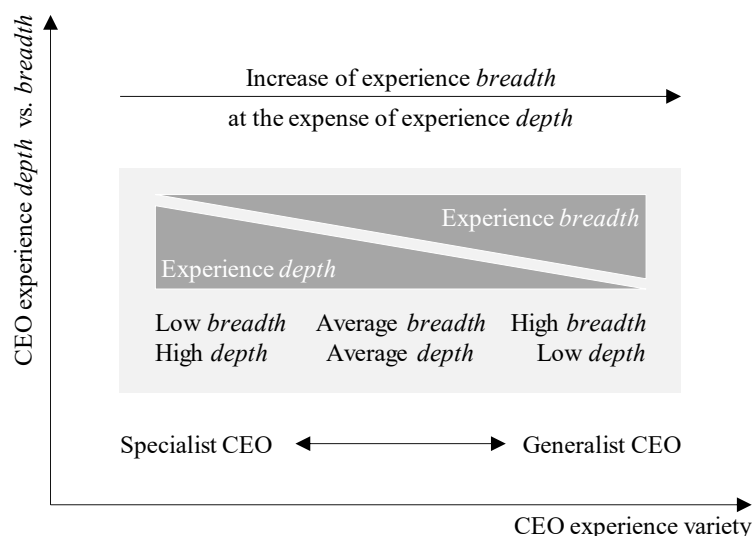 CEO experience depth vs. breadth
Increase of experience breadth
at the expense of experience depth
Experience breadth
Experience depth
Low breadth Average breadth High breadth
High depth Average depth Low depth
Specialist CEO Generalist CEO
CEO experience variety